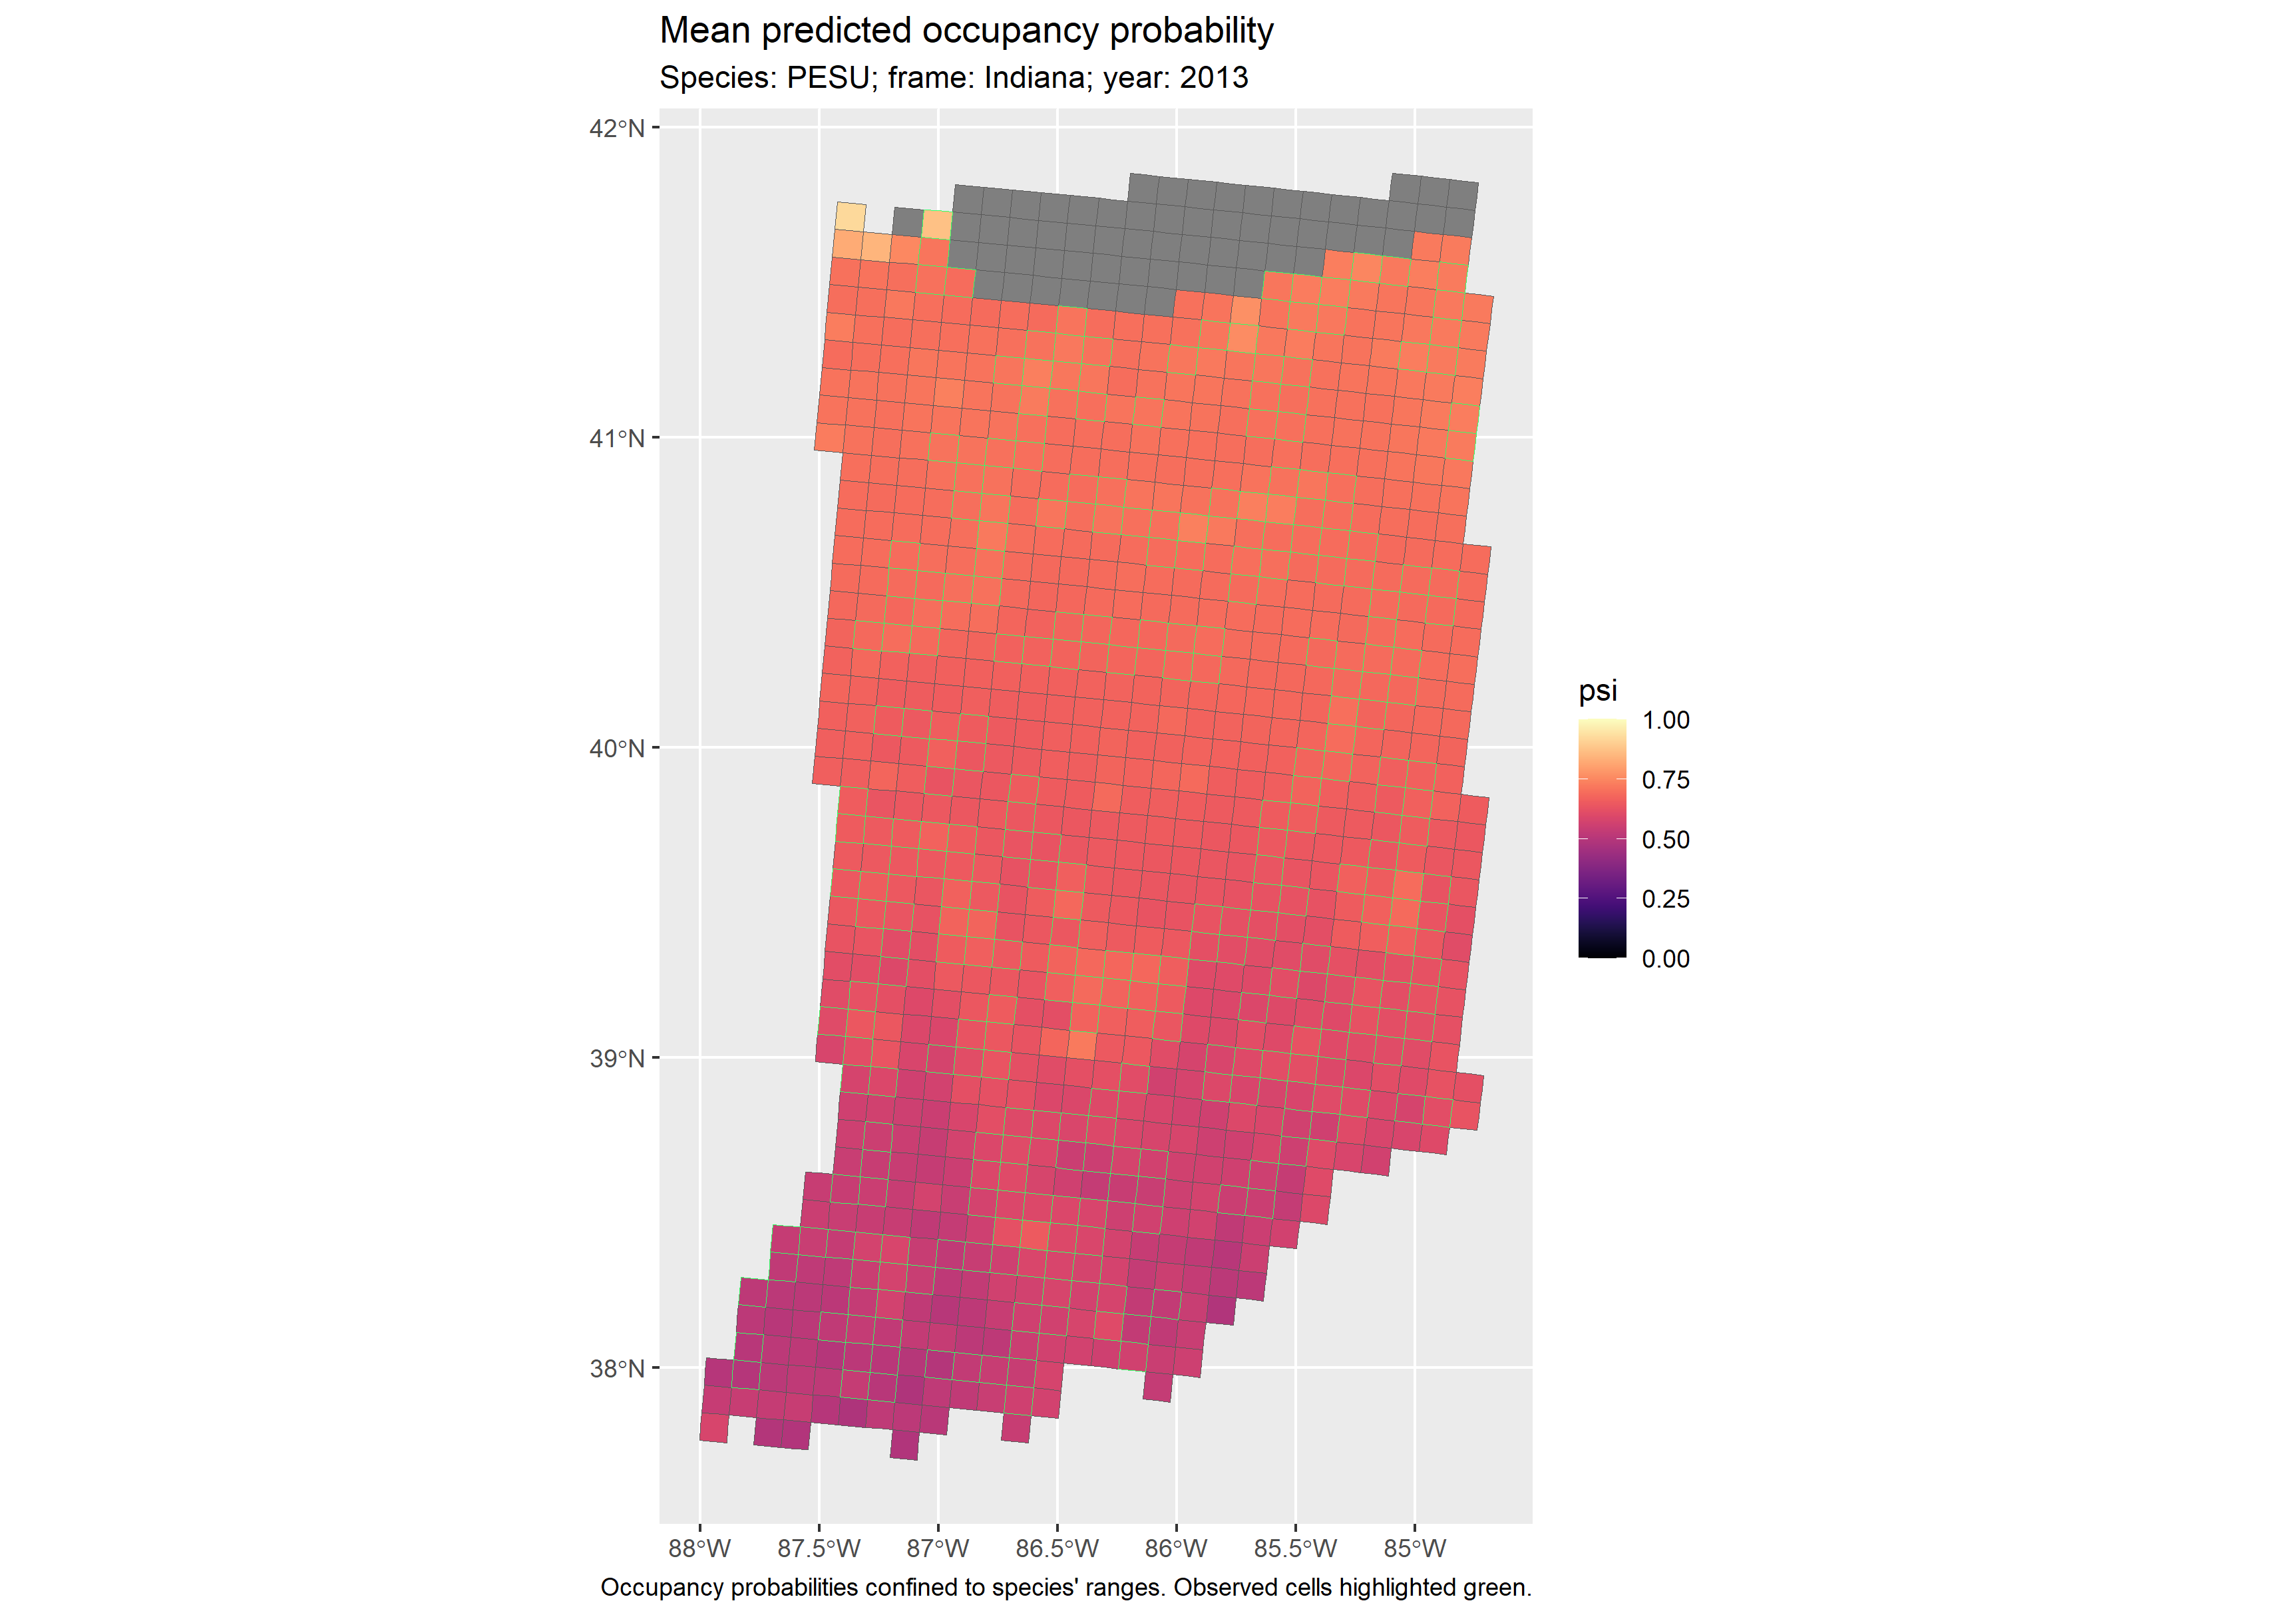 Mean predicted occupancy probability
Species: PESU; frame: Indiana; year: 2013
42°N
41°N
40°N
39°N
38°N
88°W 87.5°W 87°W 86.5°W 86°W 85.5°W 85°W
psi
1.00
0.75
0.50
0.25
0.00
Occupancy probabilities confined to species' ranges. Observed cells highlighted green.